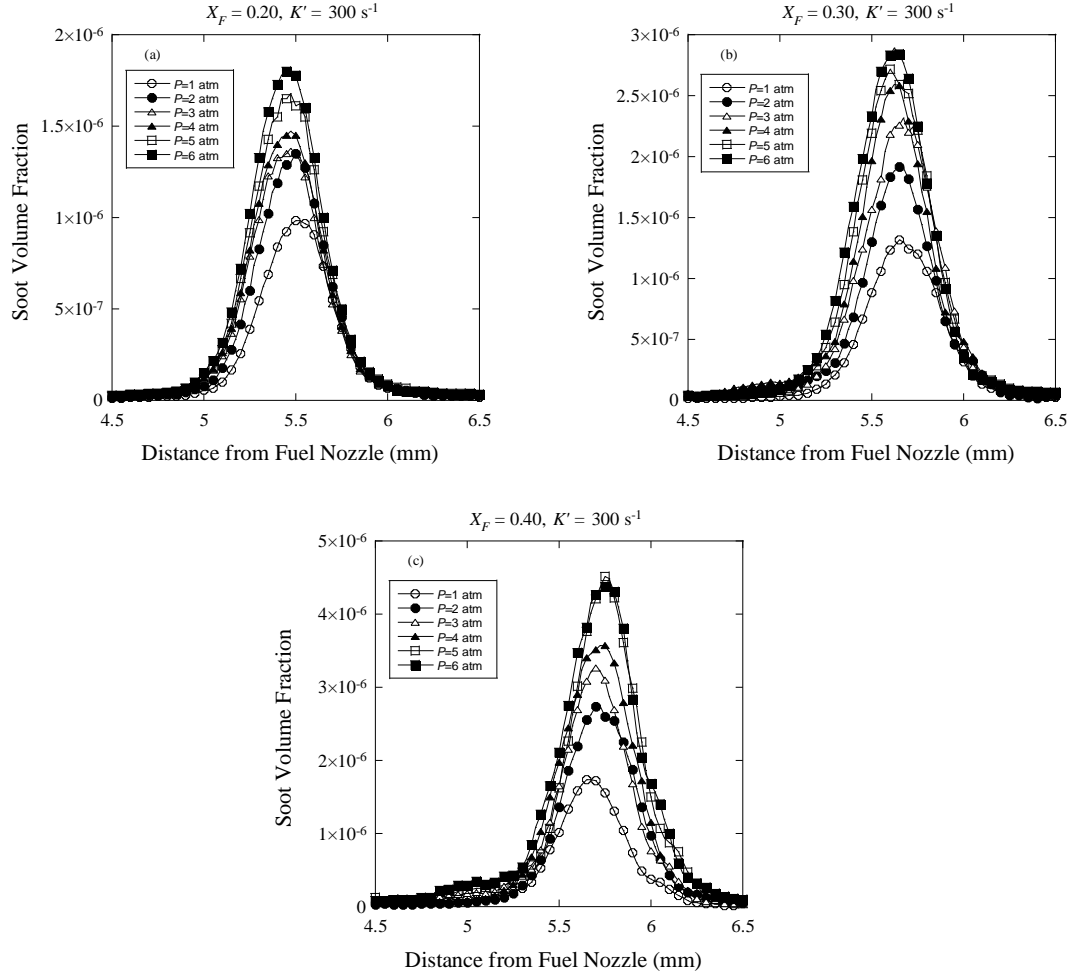 X_F = 0.20, K' = 300 s⁻¹
(a)
P=1 atm
P=2 atm
P=3 atm
P=4 atm
P=5 atm
P=6 atm
2×10⁻⁶
1.5×10⁻⁶
1×10⁻⁶
5×10⁻⁷
0
Soot Volume Fraction
4.5 5 5.5 6 6.5
Distance from Fuel Nozzle (mm)
X_F = 0.30, K' = 300 s⁻¹
(b)
P=1 atm
P=2 atm
P=3 atm
P=4 atm
P=5 atm
P=6 atm
3×10⁻⁶
2.5×10⁻⁶
2×10⁻⁶
1.5×10⁻⁶
1×10⁻⁶
5×10⁻⁷
0
Soot Volume Fraction
4.5 5 5.5 6 6.5
Distance from Fuel Nozzle (mm)
X_F = 0.40, K' = 300 s⁻¹
(c)
P=1 atm
P=2 atm
P=3 atm
P=4 atm
P=5 atm
P=6 atm
5×10⁻⁶
4×10⁻⁶
3×10⁻⁶
2×10⁻⁶
1×10⁻⁶
0
Soot Volume Fraction
4.5 5 5.5 6 6.5
Distance from Fuel Nozzle (mm)